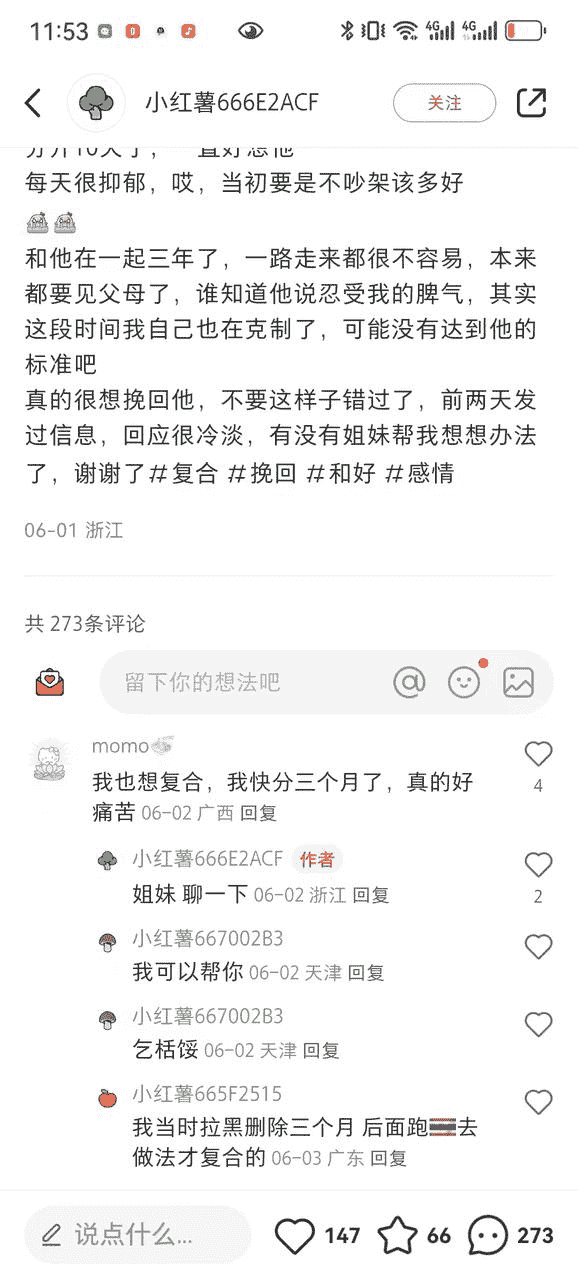 11:53
4G 4G
小红薯666E2ACF
关注
分开10天了，一直好想他
每天很抑郁，哎，当初要是不吵架该多好
和他在一起三年了，一路走来都很不容易，本来
都要见父母了，谁知道他说忍受我的脾气，其实
这段时间我自己也在克制了，可能没有达到他的
标准吧
真的很想挽回他，不要这样子错过了，前两天发
过信息，回应很冷淡，有没有姐妹帮我想想办法
了，谢谢了#复合 #挽回 #和好 #感情
06-01 浙江
共 273条评论
留下你的想法吧
momo
我也想复合，我快分三个月了，真的好
痛苦 06-02 广西 回复
4
小红薯666E2ACF 作者
姐妹 聊一下 06-02 浙江 回复
2
小红薯667002B3
我可以帮你 06-02 天津 回复
小红薯667002B3
乞栝馁 06-02 天津 回复
小红薯665F2515
我当时拉黑删除三个月 后面跑去
做法才复合的 06-03 广东 回复
说点什么...
147
66
273